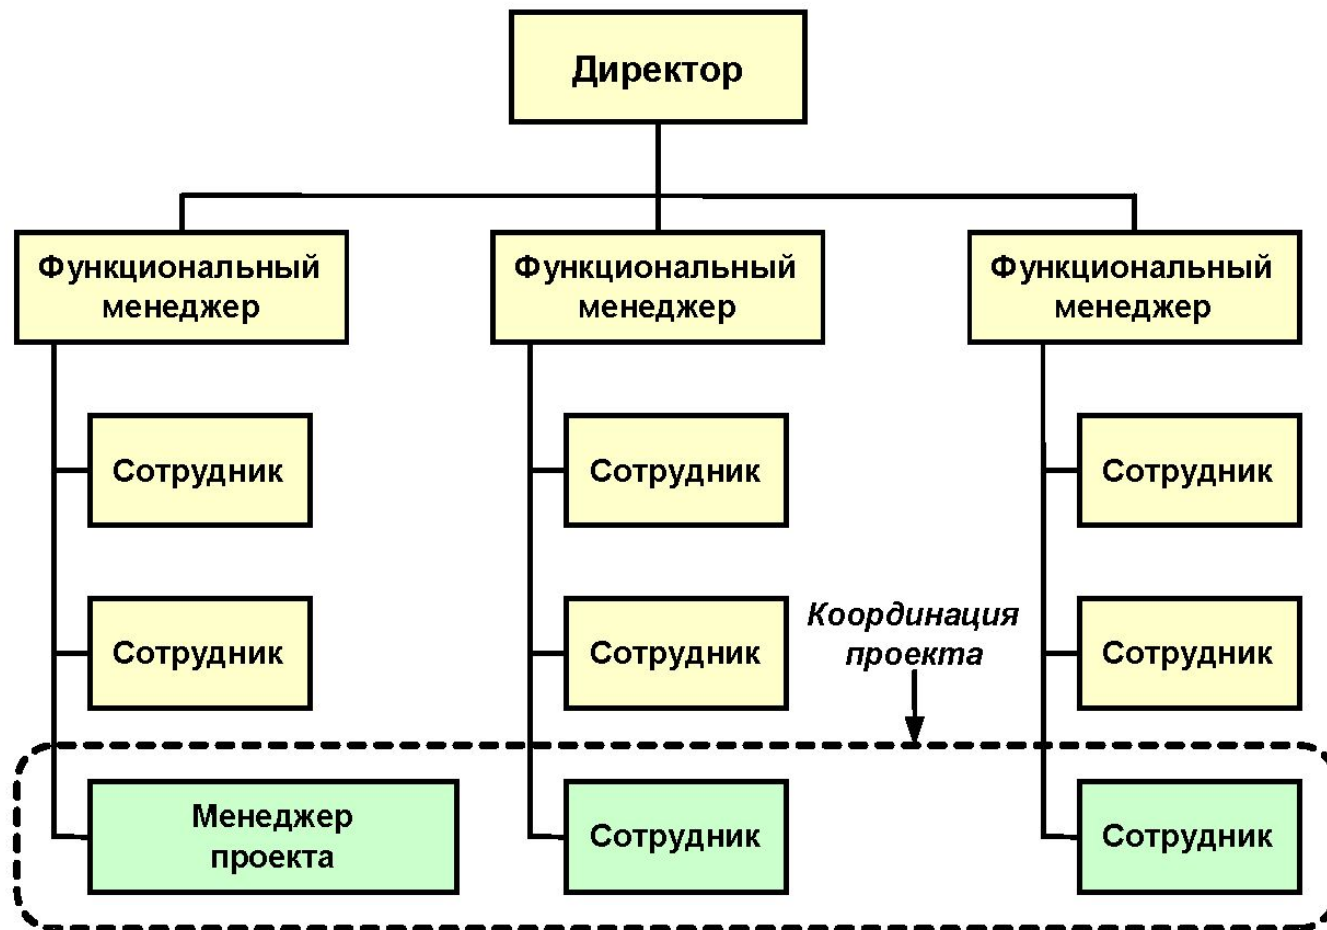 Директор
Функциональный
менеджер
Функциональный
менеджер
Функциональный
менеджер
Сотрудник
Сотрудник
Сотрудник
Сотрудник
Сотрудник
Координация
проекта
Сотрудник
Менеджер
проекта
Сотрудник
Сотрудник